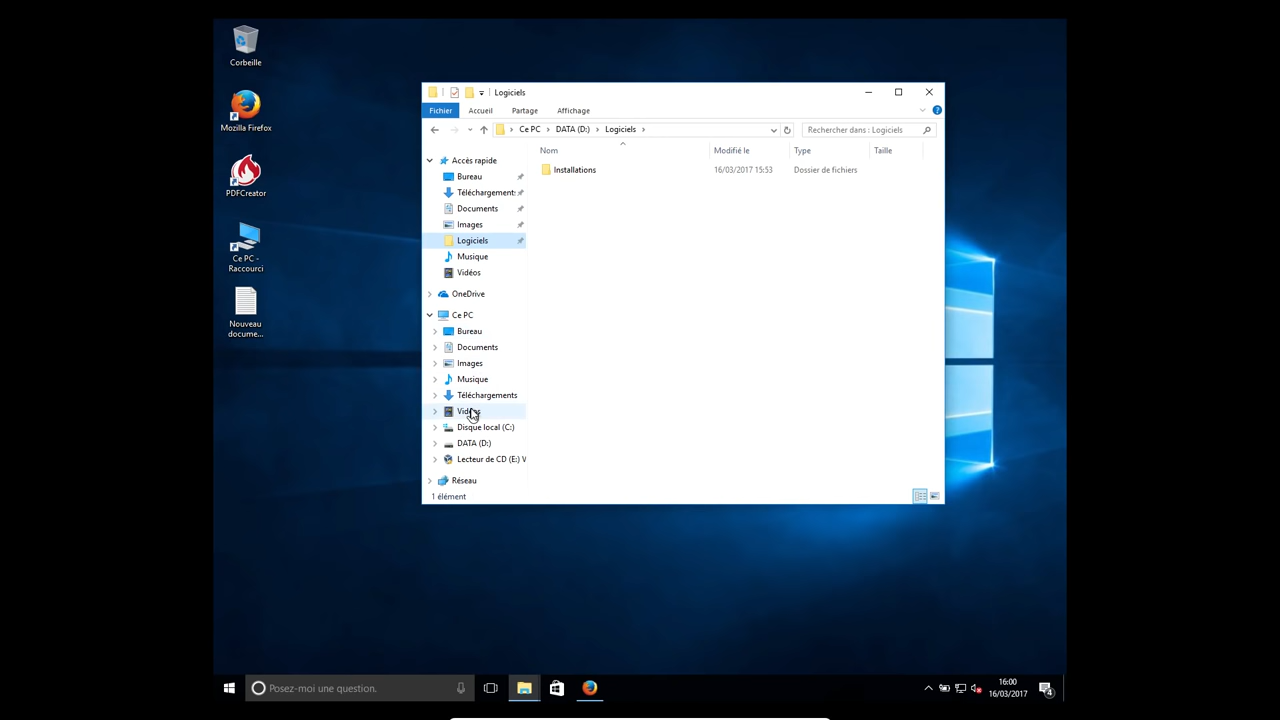 Corbeille
Mozilla Firefox
PDFCreator
Ce PC -
Raccourci
Nouveau
docume...
Logiciels
Fichier
Accueil
Partage
Affichage
Ce PC
DATA (D:)
Logiciels
Rechercher dans : Logiciels
Nom
Modifié le
Type
Taille
Installations
16/03/2017 15:53
Dossier de fichiers
Accès rapide
Bureau
Téléchargement
Documents
Images
Logiciels
Musique
Vidéos
OneDrive
Ce PC
Bureau
Documents
Images
Musique
Téléchargements
Vidéos
Disque local (C:)
DATA (D:)
Lecteur de CD (E:) V
Réseau
1 élément
Posez-moi une question.
16:00
16/03/2017
4